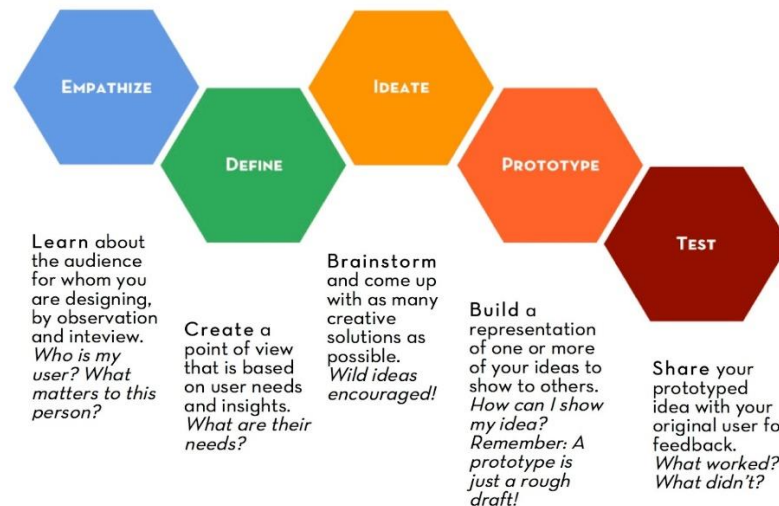 EMPATHIZE
DEFINE
IDEATE
PROTOTYPE
TEST
Learn about
the audience
for whom you
are designing,
by observation
and inteview.
Who is my
user? What
matters to this
person?
Create a
point of view
that is based
on user needs
and insights.
What are their
needs?
Brainstorm
and come up
with as many
creative
solutions as
possible.
Wild ideas
encouraged!
Build a
representation
of one or more
of your ideas to
show to others.
How can I show
my idea?
Remember: A
prototype is
just a rough
draft!
Share your
prototyped
idea with your
original user fo
feedback.
What worked?
What didn't?